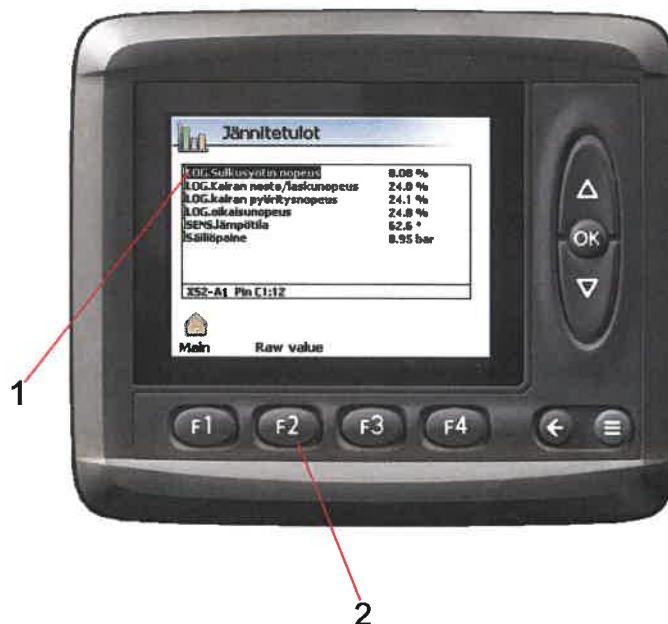 Jännitetulot
LOG.Sulkusyötin nopeus 0.08 %
LOG.Kairan nosto/laskunopeus 24.0 %
LOG.kairan pyöritysnopeus 24.1 %
LOG.oikaisunopeus 24.0 %
SENS.Lämpötila 62.6 °
Säiliöpaine 0.95 bar
XS2-A1 Pin C1:12
Main Raw value
OK
F1 F2 F3 F4
1
2